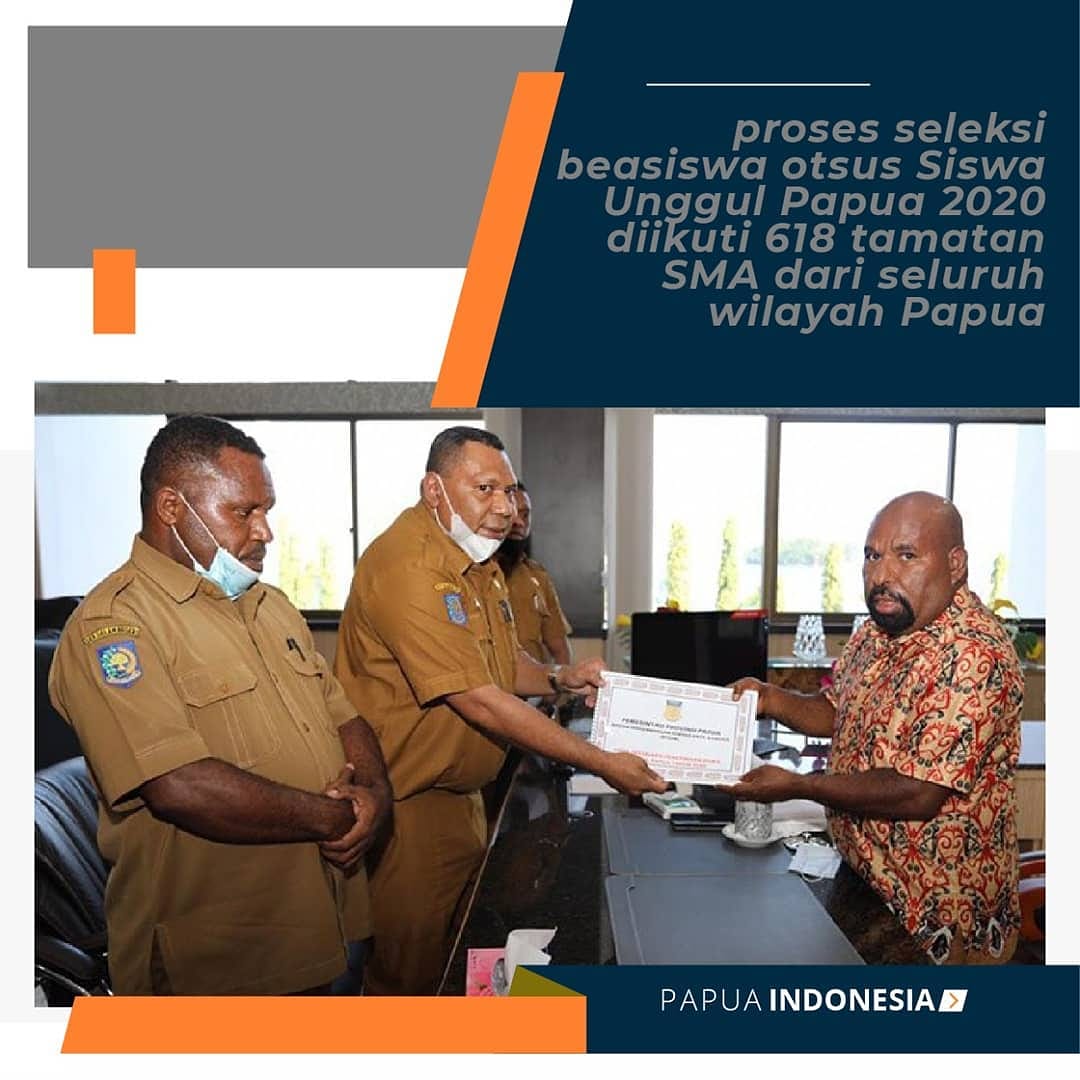 proses seleksi
beasiswa otsus Siswa
Unggul Papua 2020
diikuti 618 tamatan
SMA dari seluruh
wilayah Papua
PEMERINTAH PROVINSI PAPUA
PAPUA INDONESIA